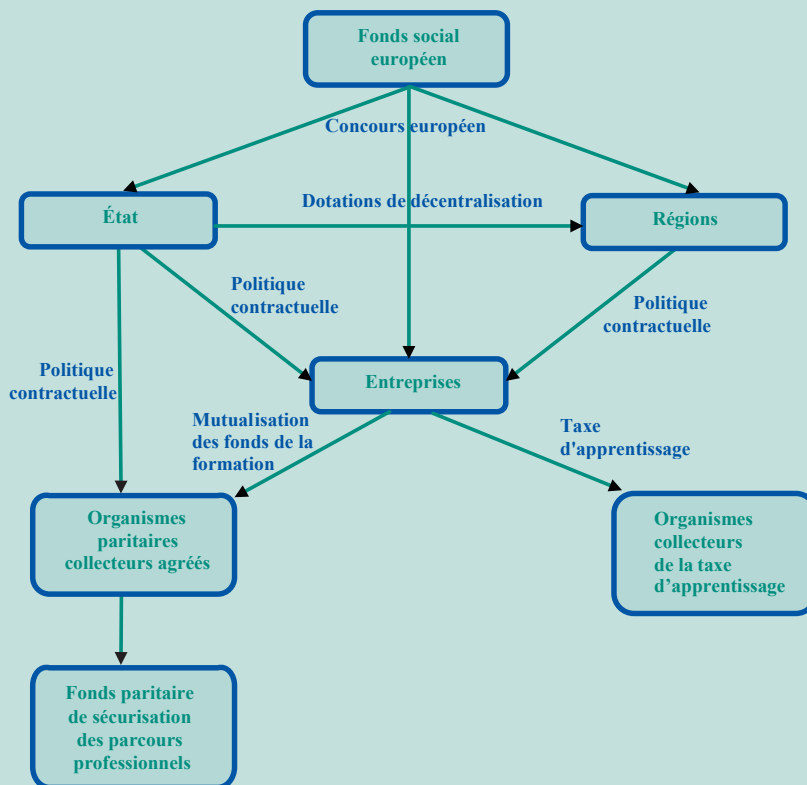 Fonds social
européen
Concours européen
Dotations de décentralisation
État
Régions
Politique
contractuelle
Politique
contractuelle
Politique
contractuelle
Entreprises
Mutualisation
des fonds de la
formation
Taxe
d'apprentissage
Organismes
paritaires
collecteurs agréés
Organismes
collecteurs
de la taxe
d’apprentissage
Fonds paritaire
de sécurisation
des parcours
professionnels